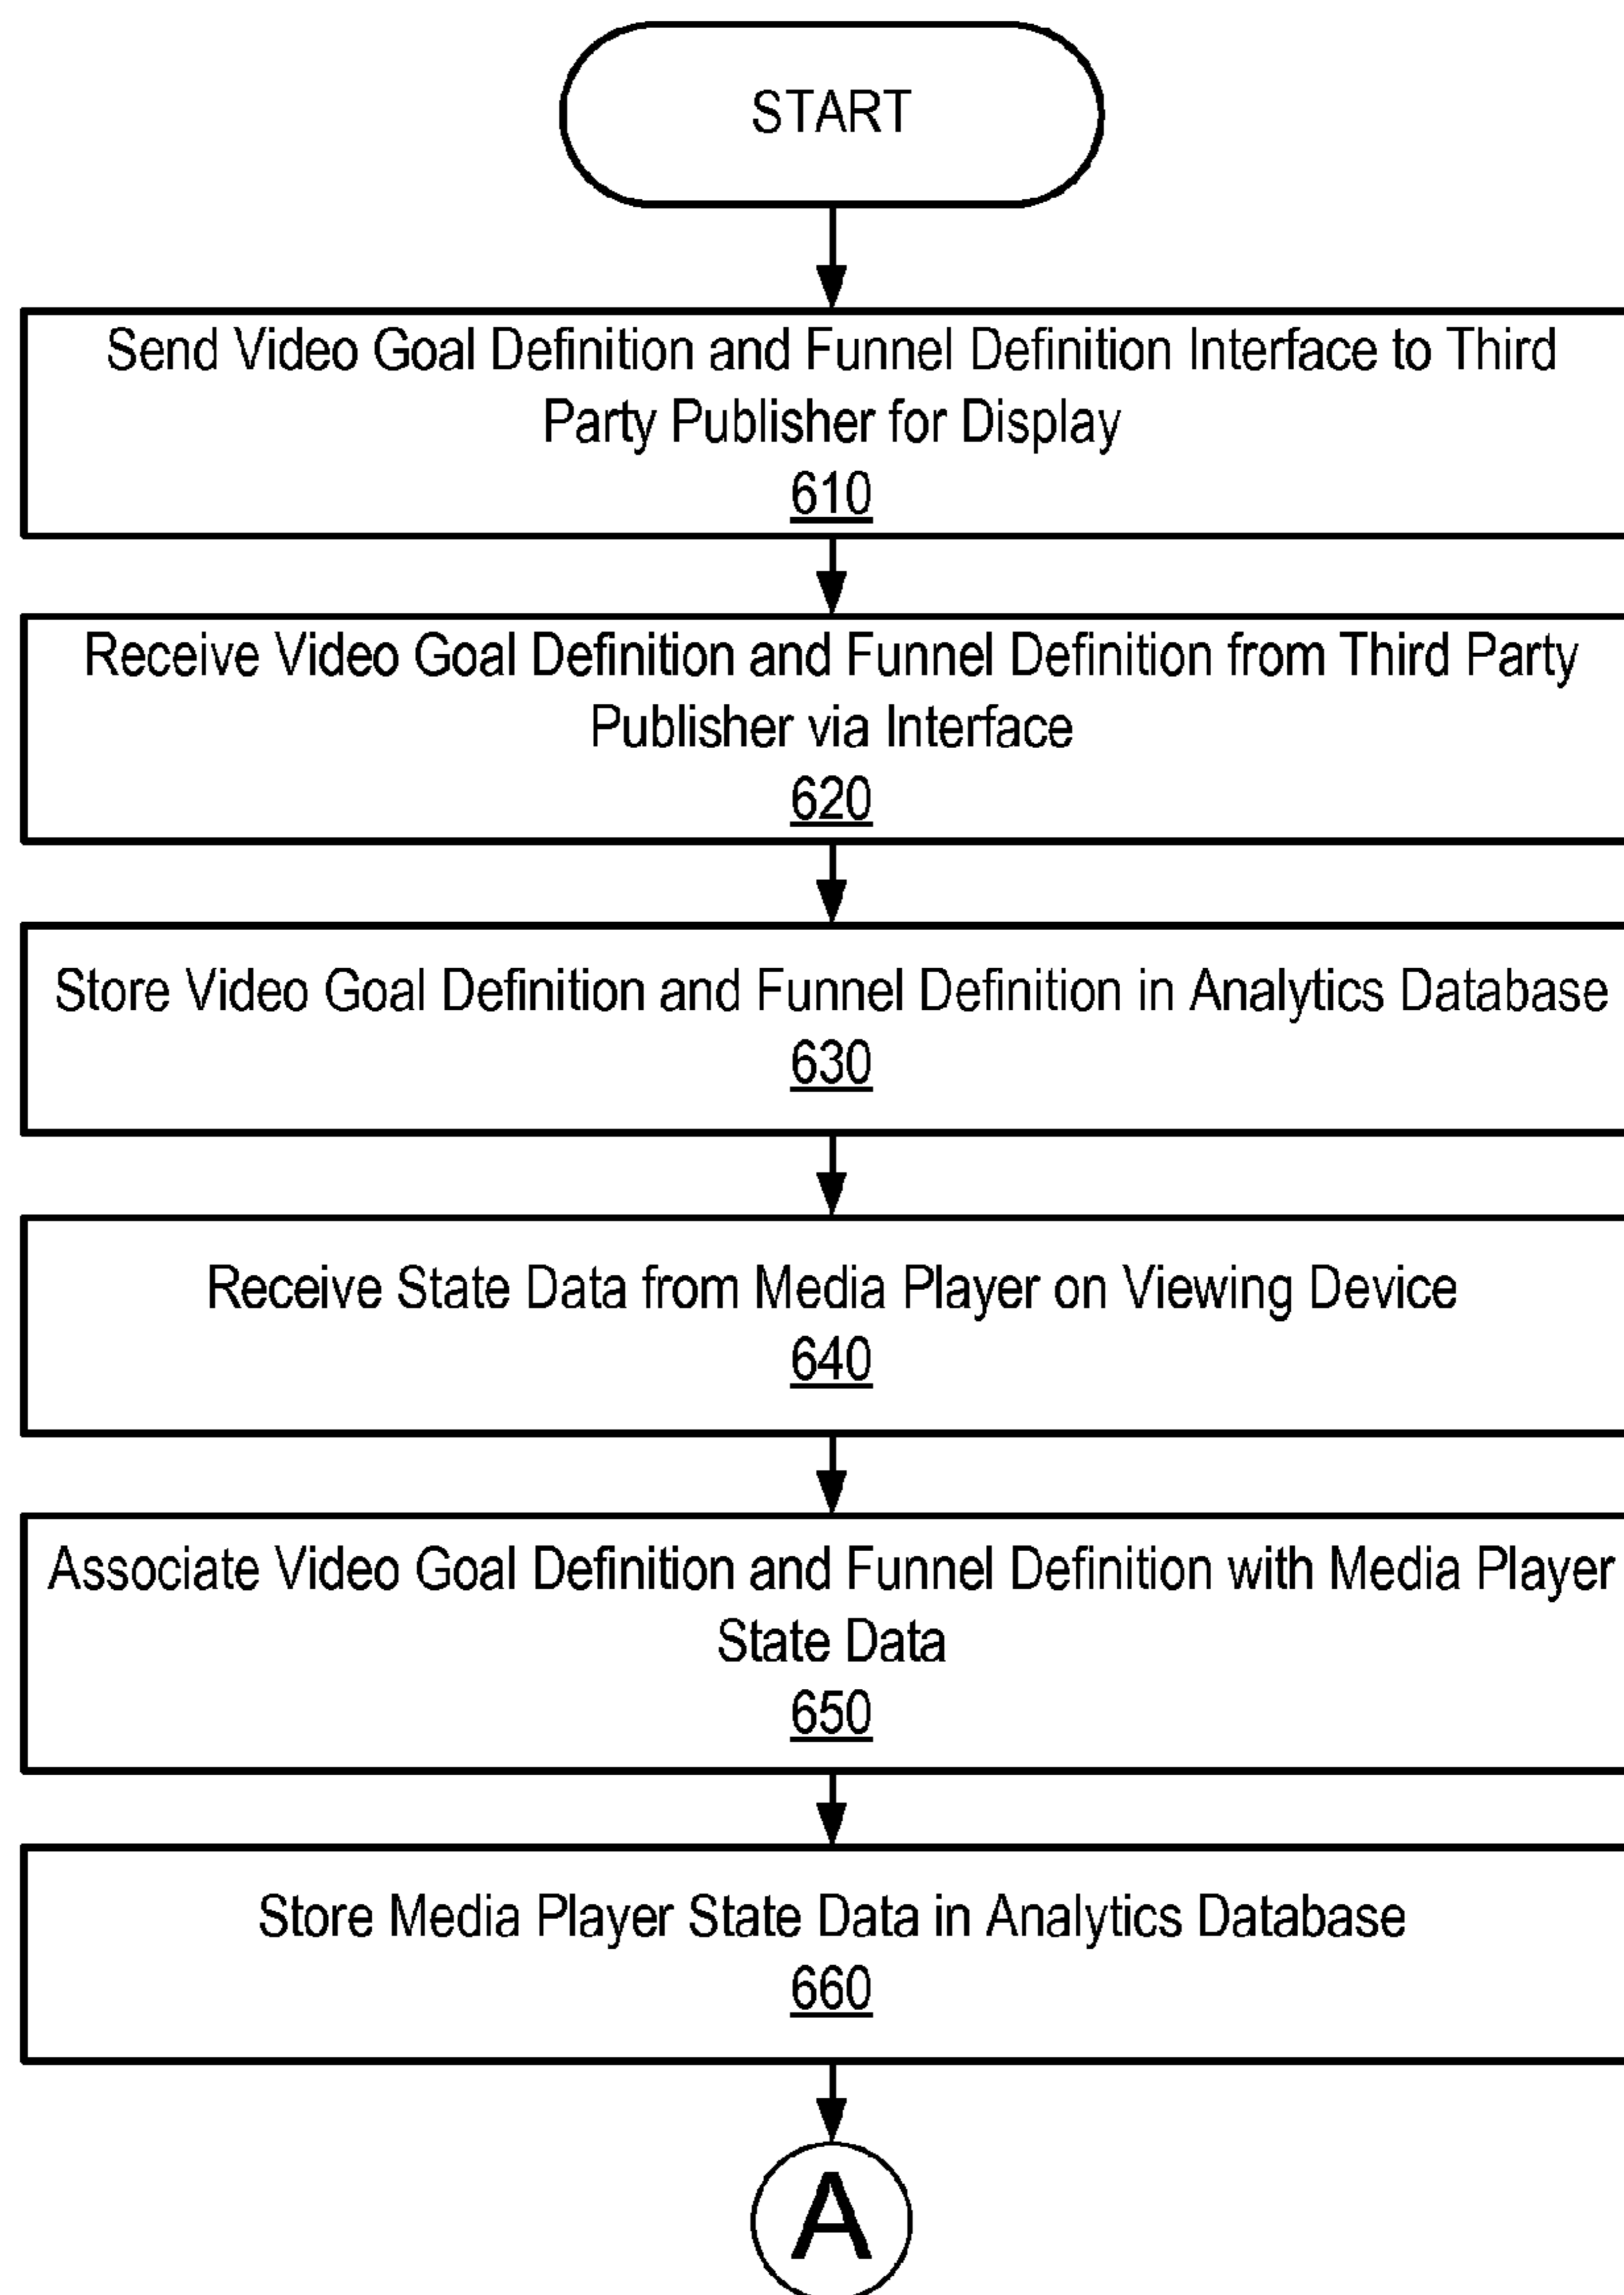 START
Send Video Goal Definition and Funnel Definition Interface to Third
Party Publisher for Display
610
Receive Video Goal Definition and Funnel Definition from Third Party
Publisher via Interface
620
Store Video Goal Definition and Funnel Definition in Analytics Database
630
Receive State Data from Media Player on Viewing Device
640
Associate Video Goal Definition and Funnel Definition with Media Player
State Data
650
Store Media Player State Data in Analytics Database
660
A